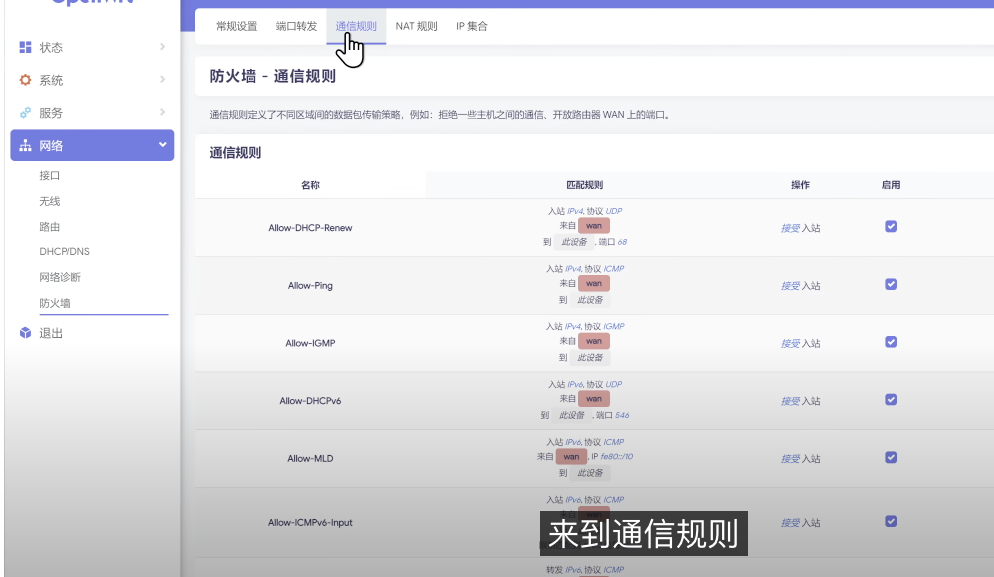 常规设置 端口转发 通信规则 NAT 规则 IP 集合
状态
系统
服务
网络
接口
无线
路由
DHCP/DNS
网络诊断
防火墙
退出
防火墙 - 通信规则
通信规则定义了不同区域间的数据包传输策略，例如：拒绝一些主机之间的通信、开放路由器 WAN 上的端口。
通信规则
名称 匹配规则 操作 启用
Allow-DHCP-Renew
入站 IPv4, 协议 UDP
来自 wan
到 此设备 , 端口 68
接受 入站
Allow-Ping
入站 IPv4, 协议 ICMP
来自 wan
到 此设备
接受 入站
Allow-IGMP
入站 IPv4, 协议 IGMP
来自 wan
到 此设备
接受 入站
Allow-DHCPv6
入站 IPv6, 协议 UDP
来自 wan
到 此设备 , 端口 546
接受 入站
Allow-MLD
入站 IPv6, 协议 ICMP
来自 wan , IP fe80::/10
到 此设备
接受 入站
Allow-ICMPv6-Input
入站 IPv6, 协议 ICMP
接受 入站
转发 IPv6, 协议 ICMP
来到通信规则